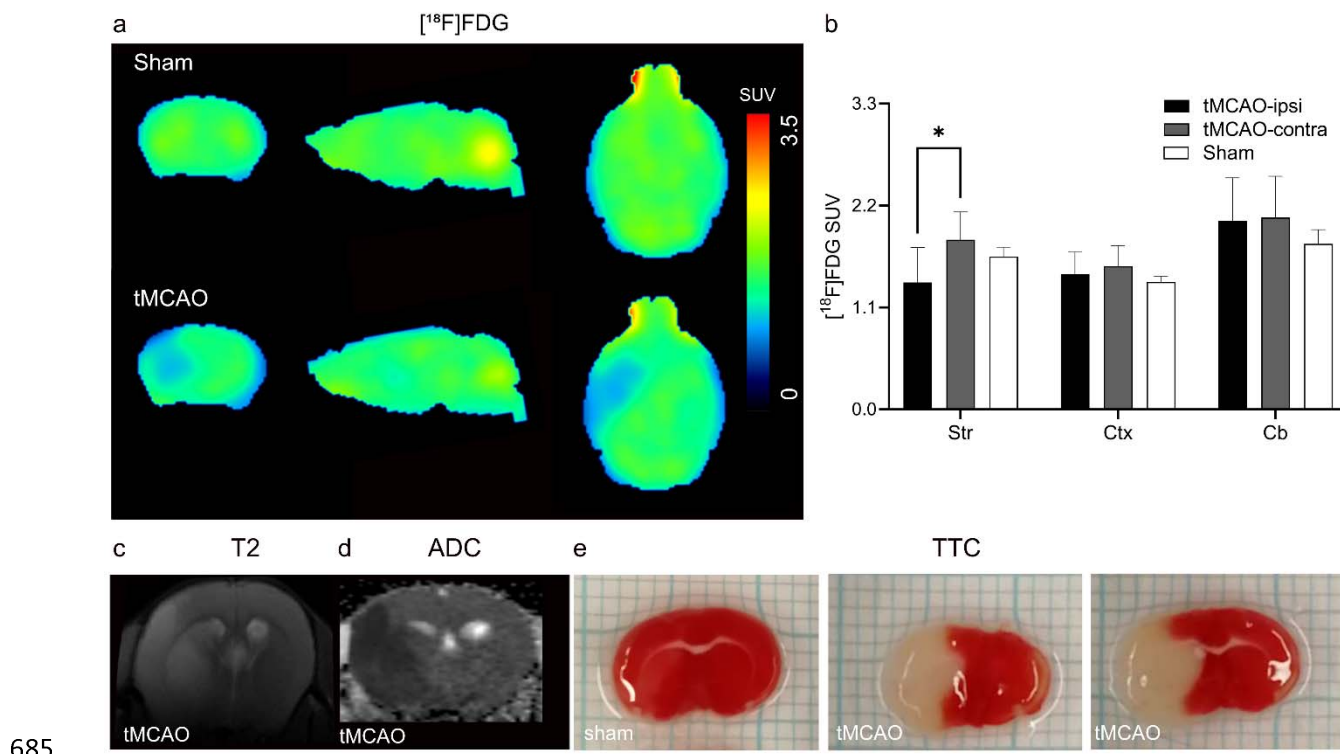 a
[¹⁸F]FDG
Sham
SUV
3.5
0
tMCAO
b
tMCAO-ipsi
tMCAO-contra
Sham
*
[¹⁸F]FDG SUV
3.3
2.2
1.1
0.0
Str
Ctx
Cb
c
T2
d
ADC
e
TTC
tMCAO
tMCAO
sham
tMCAO
tMCAO
685